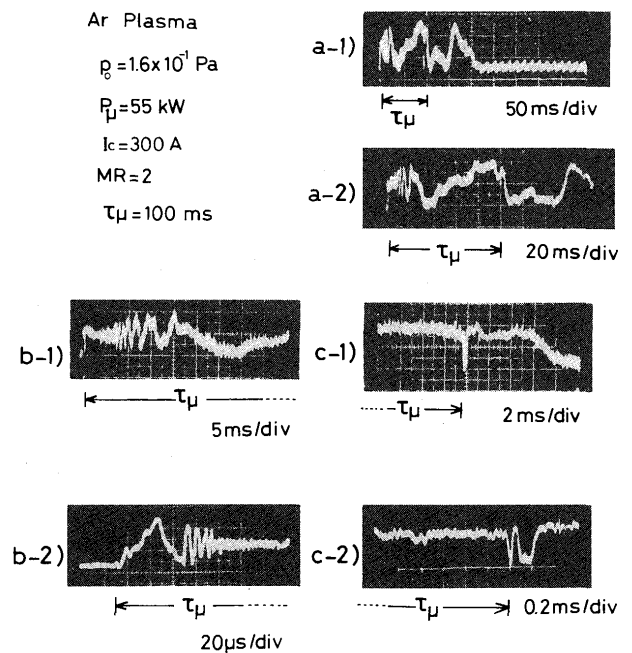 Ar Plasma
p₀=1.6x10⁻¹ Pa
Pμ=55 kW
Ic=300 A
MR=2
τμ=100 ms
a-1)
τμ
50 ms/div
a-2)
τμ
20 ms/div
b-1)
τμ
5 ms/div
c-1)
τμ
2 ms/div
b-2)
τμ
20μs/div
c-2)
τμ
0.2 ms/div